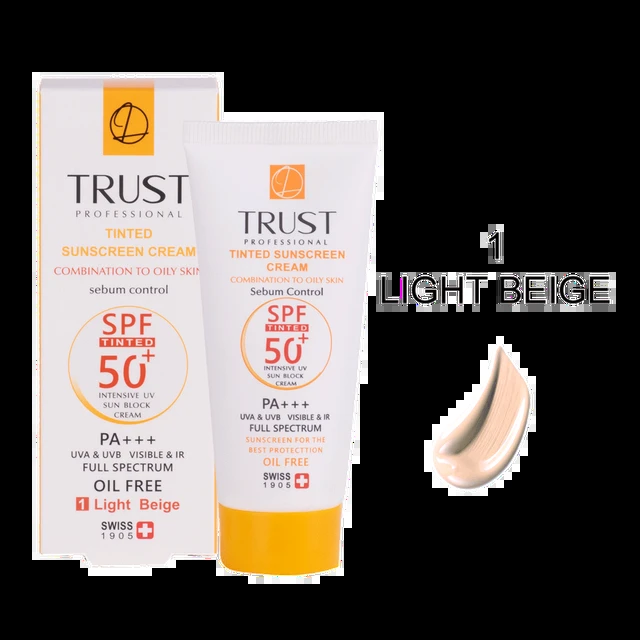 TRUST
PROFESSIONAL
TINTED
SUNSCREEN CREAM
COMBINATION TO OILY SKIN
sebum control
SPF
TINTED
50+
INTENSIVE UV
SUN BLOCK
CREAM
PA+++
UVA & UVB VISIBLE & IR
FULL SPECTRUM
OIL FREE
1 Light Beige
SWISS
1905
TRUST
PROFESSIONAL
TINTED SUNSCREEN
CREAM
COMBINATION TO OILY SKIN
Sebum Control
SPF
TINTED
50+
INTENSIVE UV
SUN BLOCK
CREAM
PA+++
UVA & UVB VISIBLE & IR
FULL SPECTRUM
SUNSCREEN FOR THE
BEST PROTECTTION
OIL FREE
SWISS
1905
1
LIGHT BEIGE